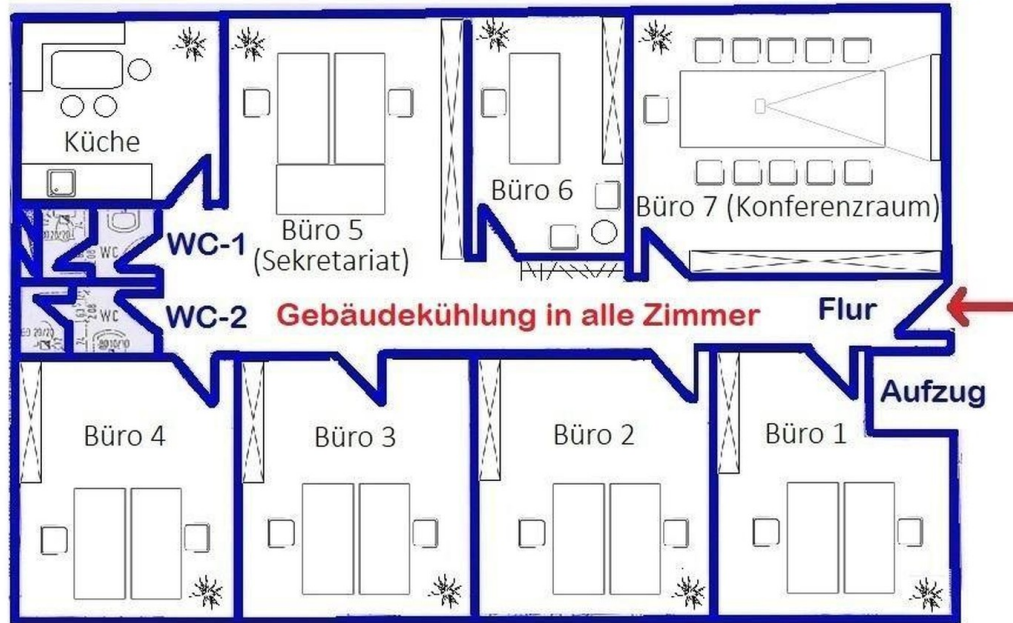 Küche
Büro 5
(Sekretariat)
Büro 6
Büro 7 (Konferenzraum)
WC-1
WC
WC-2
WC
Gebäudekühlung in alle Zimmer
Flur
Aufzug
Büro 4
Büro 3
Büro 2
Büro 1